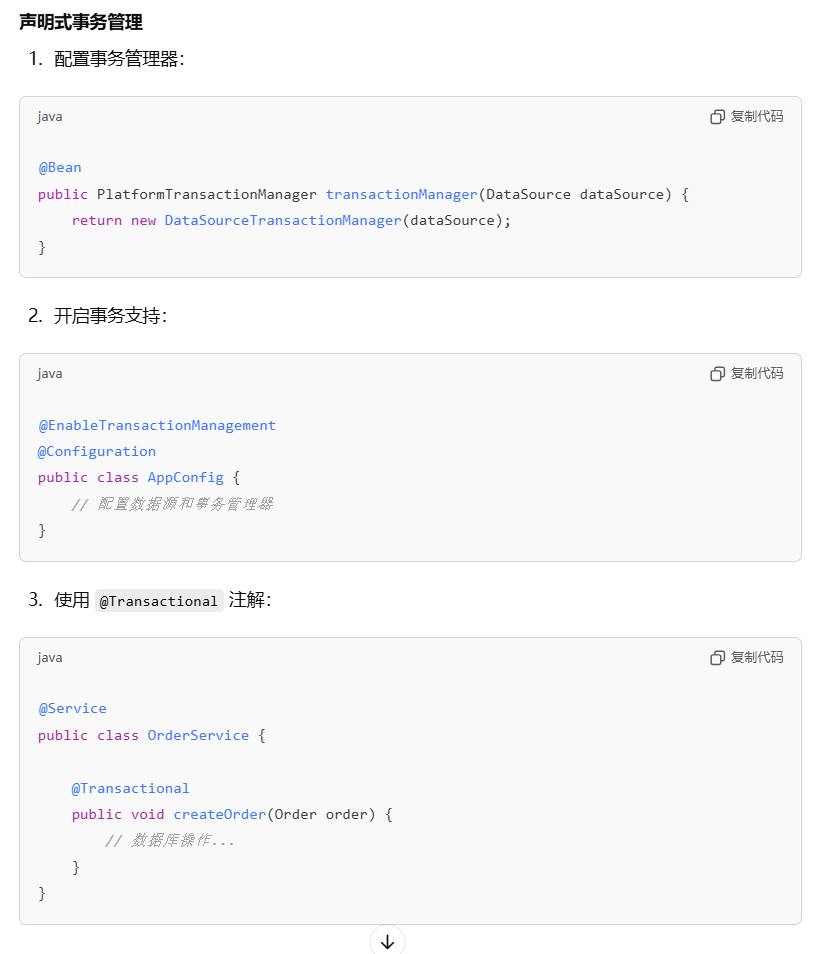 声明式事务管理
1. 配置事务管理器：
java
复制代码
@Bean
public PlatformTransactionManager transactionManager(DataSource dataSource) {
    return new DataSourceTransactionManager(dataSource);
}
2. 开启事务支持：
java
复制代码
@EnableTransactionManagement
@Configuration
public class AppConfig {
    // 配置数据源和事务管理器
}
3. 使用 @Transactional 注解：
java
复制代码
@Service
public class OrderService {
    @Transactional
    public void createOrder(Order order) {
        // 数据库操作...
    }
}